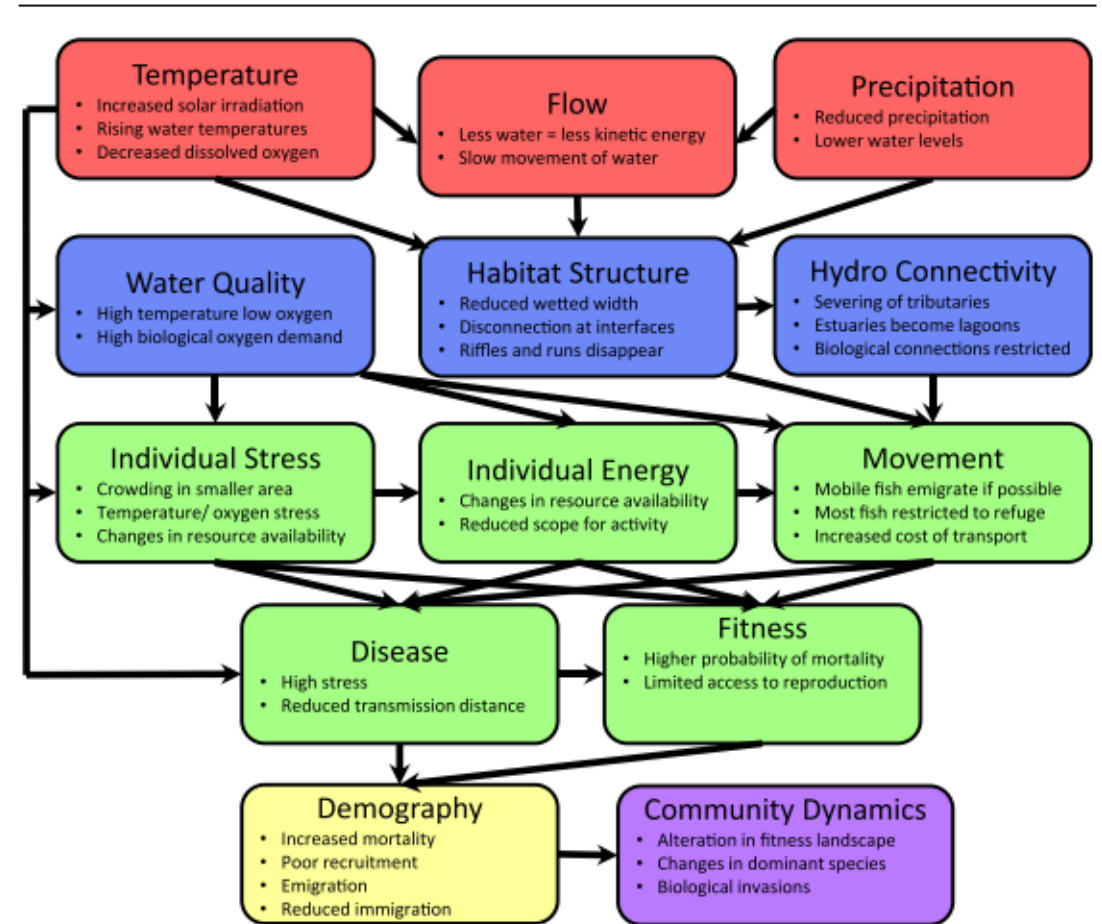 Temperature
• Increased solar irradiation
• Rising water temperatures
• Decreased dissolved oxygen
Flow
• Less water = less kinetic energy
• Slow movement of water
Precipitation
• Reduced precipitation
• Lower water levels
Water Quality
• High temperature low oxygen
• High biological oxygen demand
Habitat Structure
• Reduced wetted width
• Disconnection at interfaces
• Riffles and runs disappear
Hydro Connectivity
• Severing of tributaries
• Estuaries become lagoons
• Biological connections restricted
Individual Stress
• Crowding in smaller area
• Temperature/ oxygen stress
• Changes in resource availability
Individual Energy
• Changes in resource availability
• Reduced scope for activity
Movement
• Mobile fish emigrate if possible
• Most fish restricted to refuge
• Increased cost of transport
Disease
• High stress
• Reduced transmission distance
Fitness
• Higher probability of mortality
• Limited access to reproduction
Demography
• Increased mortality
• Poor recruitment
• Emigration
• Reduced immigration
Community Dynamics
• Alteration in fitness landscape
• Changes in dominant species
• Biological invasions